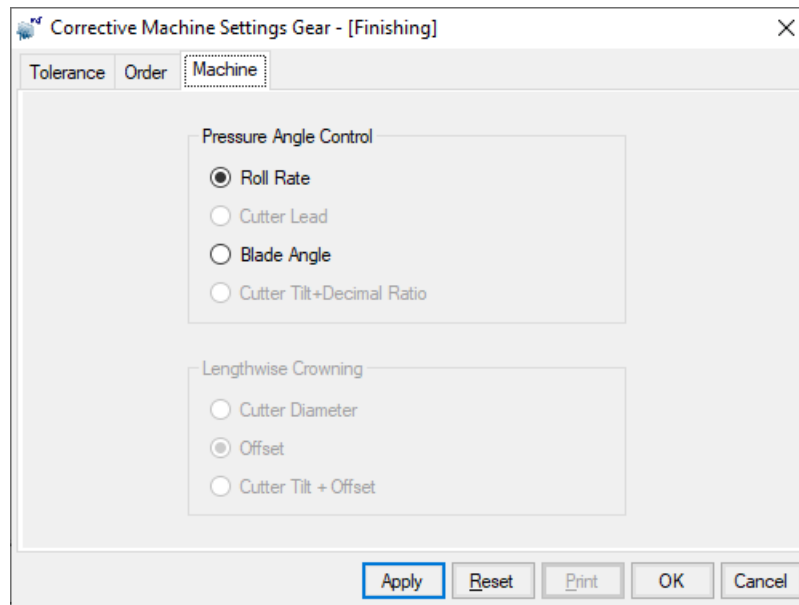 Corrective Machine Settings Gear - [Finishing]
Tolerance Order Machine
Pressure Angle Control
Roll Rate
Cutter Lead
Blade Angle
Cutter Tilt+Decimal Ratio
Lengthwise Crowning
Cutter Diameter
Offset
Cutter Tilt + Offset
Apply Reset Print OK Cancel